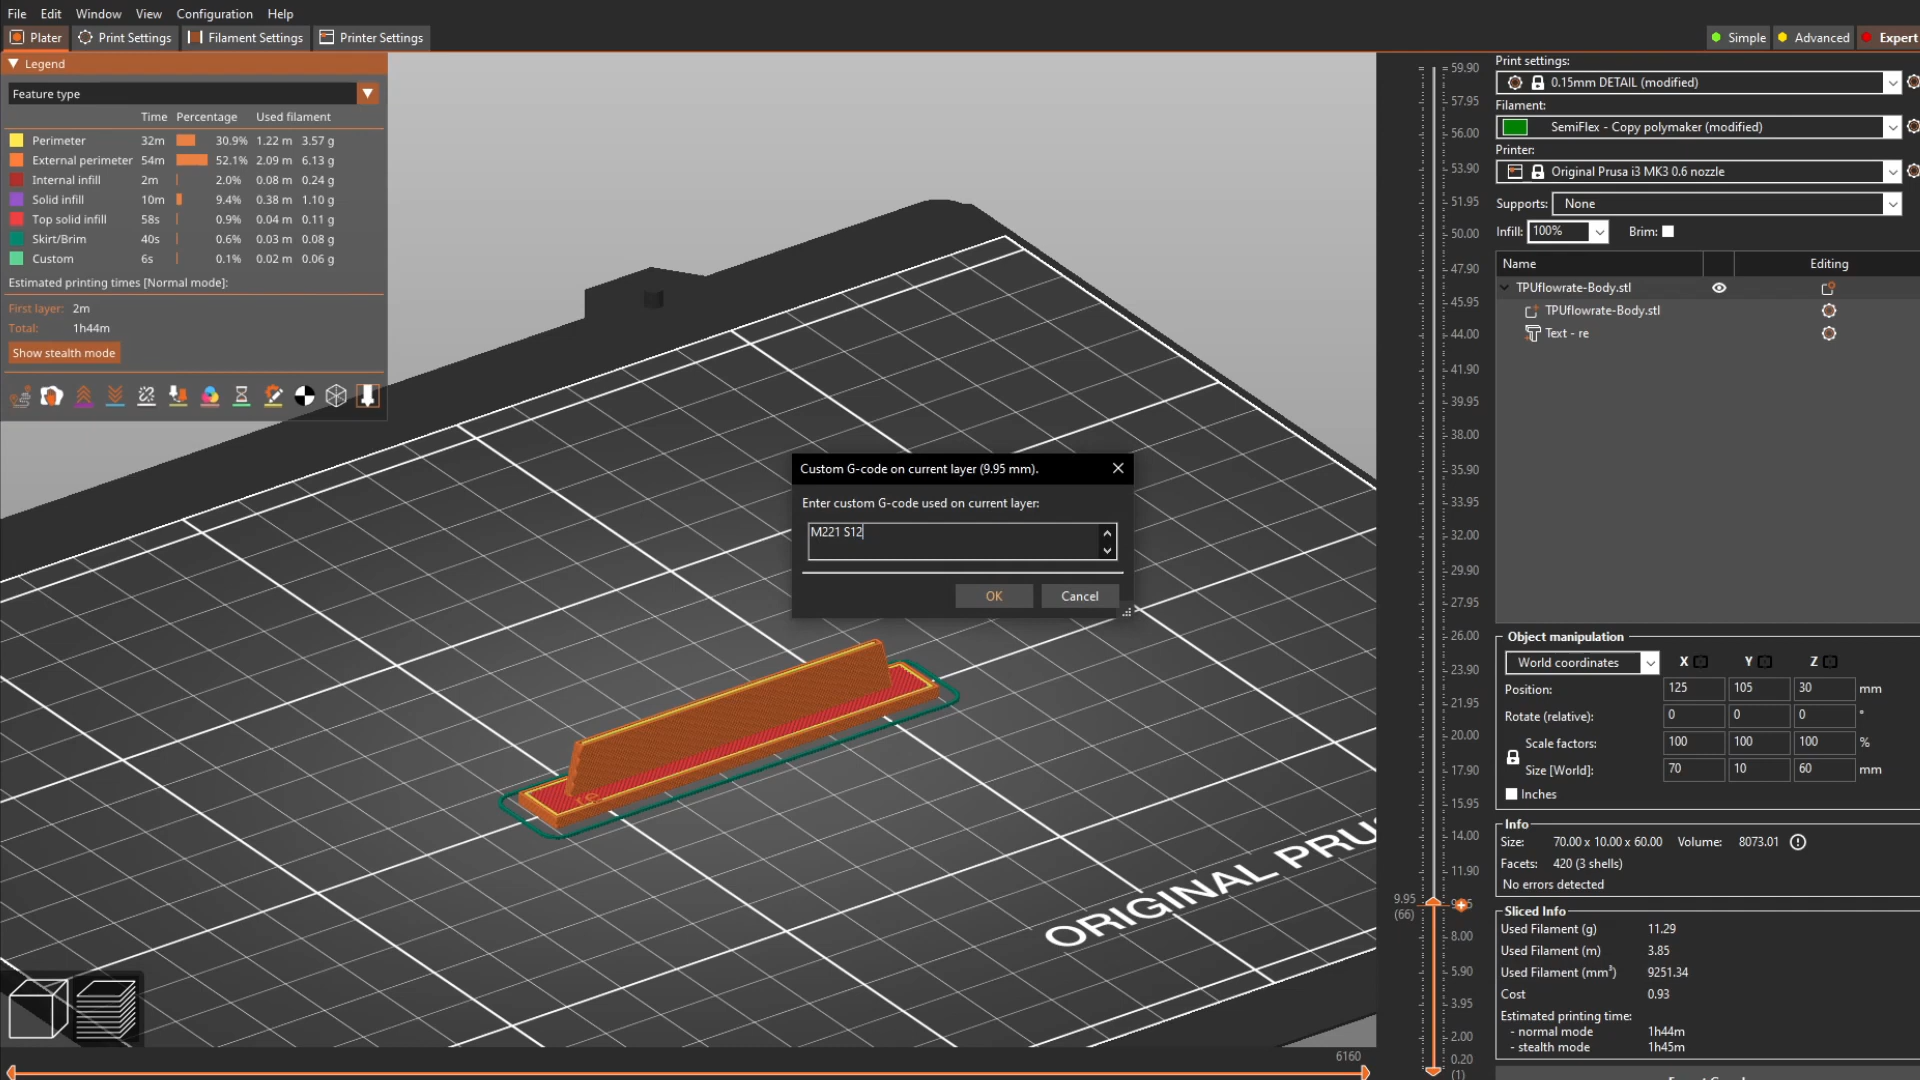 File Edit Window View Configuration Help
Plater Print Settings Filament Settings Printer Settings Simple Advanced Expert
Legend
Feature type
Time Percentage Used filament
Perimeter 32m 30.9% 1.22 m 3.57 g
External perimeter 54m 52.1% 2.09 m 6.13 g
Internal infill 2m 2.0% 0.08 m 0.24 g
Solid infill 10m 9.4% 0.38 m 1.10 g
Top solid infill 58s 0.9% 0.04 m 0.11 g
Skirt/Brim 40s 0.6% 0.03 m 0.08 g
Custom 6s 0.1% 0.02 m 0.06 g
Estimated printing times [Normal mode]:
First layer: 2m
Total: 1h44m
Show stealth mode
Custom G-code on current layer (9.95 mm).
Enter custom G-code used on current layer:
M221 S12
OK Cancel
re
ORIGINAL PRUS
6160
59.90
57.95
56.00
53.90
51.95
50.00
47.90
45.95
44.00
41.90
39.95
38.00
35.90
33.95
32.00
29.90
27.95
26.00
23.90
21.95
20.00
17.90
15.95
14.00
11.90
9.95
(66)
8.00
5.90
3.95
2.00
0.20
(1)
Print settings:
0.15mm DETAIL (modified)
Filament:
SemiFlex - Copy polymaker (modified)
Printer:
Original Prusa i3 MK3 0.6 nozzle
Supports: None
Infill: 100% Brim:
Name Editing
TPUflowrate-Body.stl
TPUflowrate-Body.stl
Text - re
Object manipulation
World coordinates X Y Z
Position: 125 105 30 mm
Rotate (relative): 0 0 0 °
Scale factors: 100 100 100 %
Size [World]: 70 10 60 mm
Inches
Info
Size: 70.00 x 10.00 x 60.00 Volume: 8073.01
Facets: 420 (3 shells)
No errors detected
Sliced Info
Used Filament (g) 11.29
Used Filament (m) 3.85
Used Filament (mm³) 9251.34
Cost 0.93
Estimated printing time:
- normal mode 1h44m
- stealth mode 1h45m